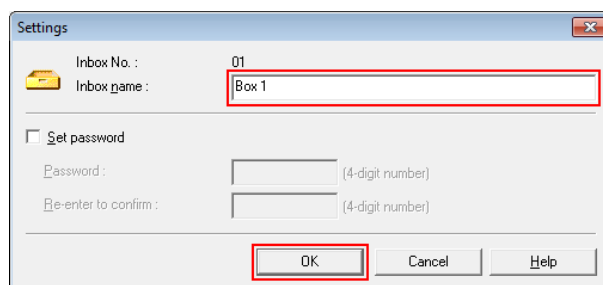 Settings
Inbox No. : 01
Inbox name : Box 1
Set password
Password : (4-digit number)
Re-enter to confirm : (4-digit number)
OK Cancel Help